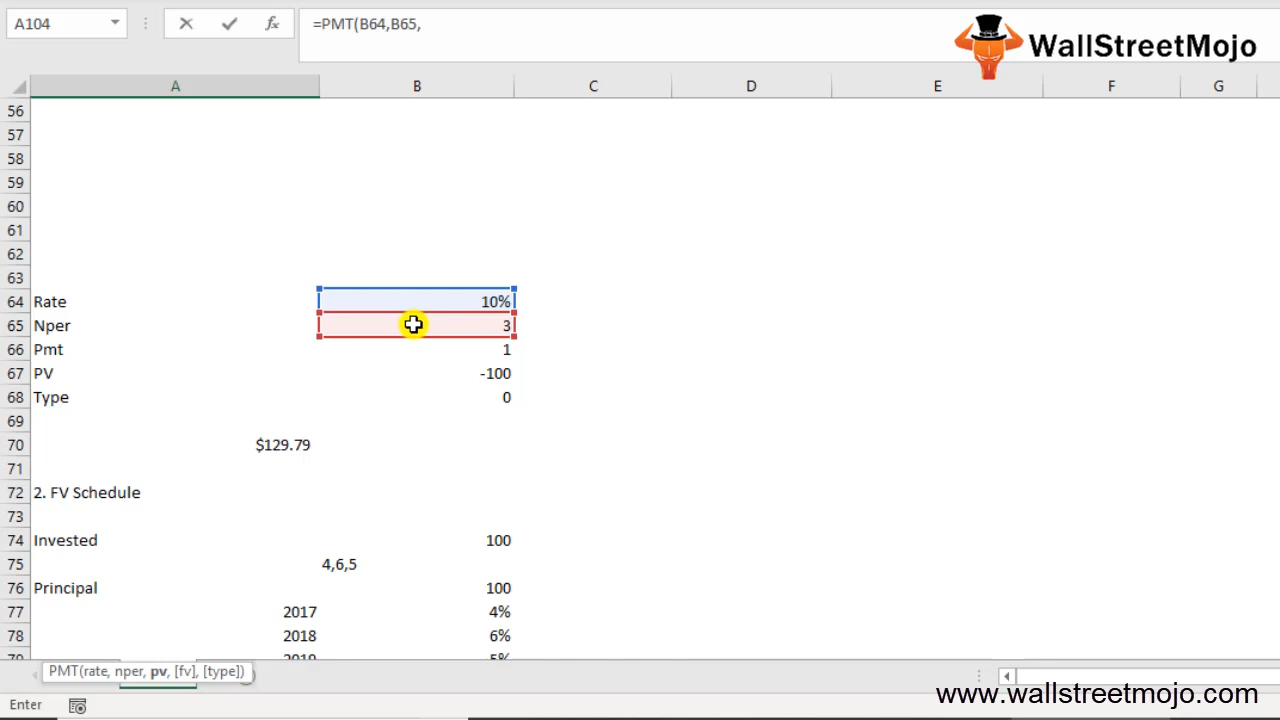 A104 =PMT(B64,B65,
WallStreetMojo
A B C D E F G
56
57
58
59
60
61
62
63
64 Rate 10%
65 Nper 3
66 Pmt 1
67 PV -100
68 Type 0
69
70 $129.79
71
72 2. FV Schedule
73
74 Invested 100
75 4,6,5
76 Principal 100
77 2017 4%
78 2018 6%
79 2019 5%
PMT(rate, nper, pv, [fv], [type])
www.wallstreetmojo.com
Enter